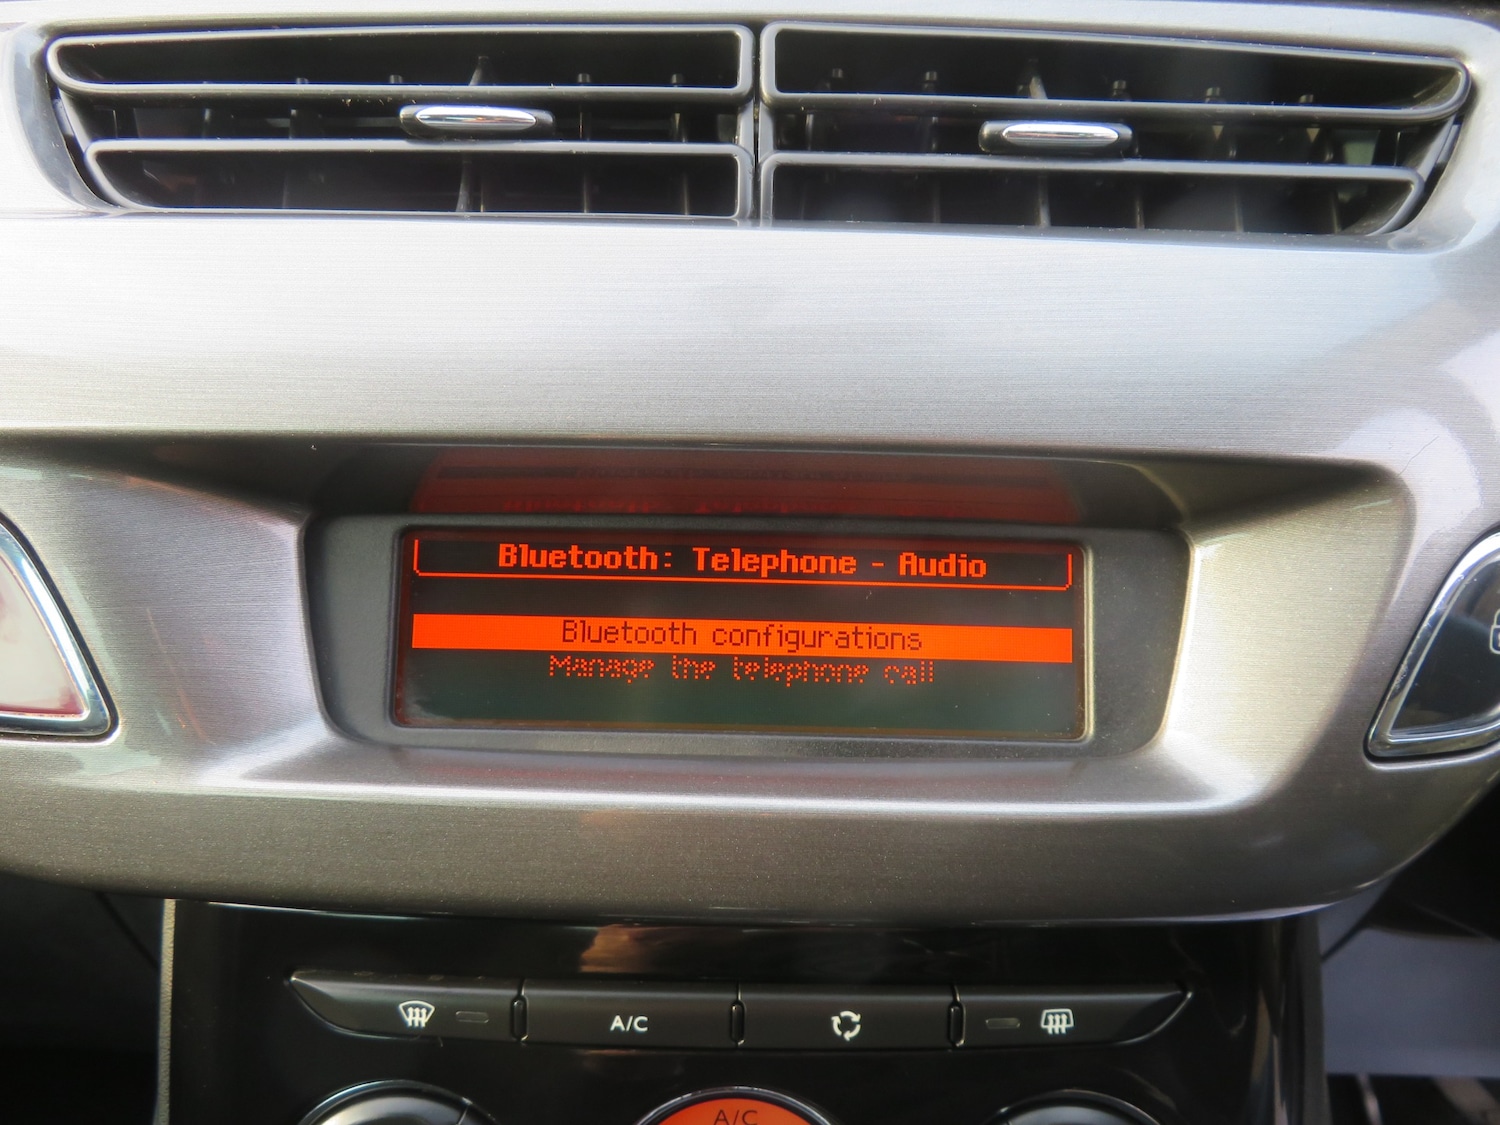 Bluetooth: Telephone - Audio
Bluetooth configurations
Manage the telephone call
A/C
A/C